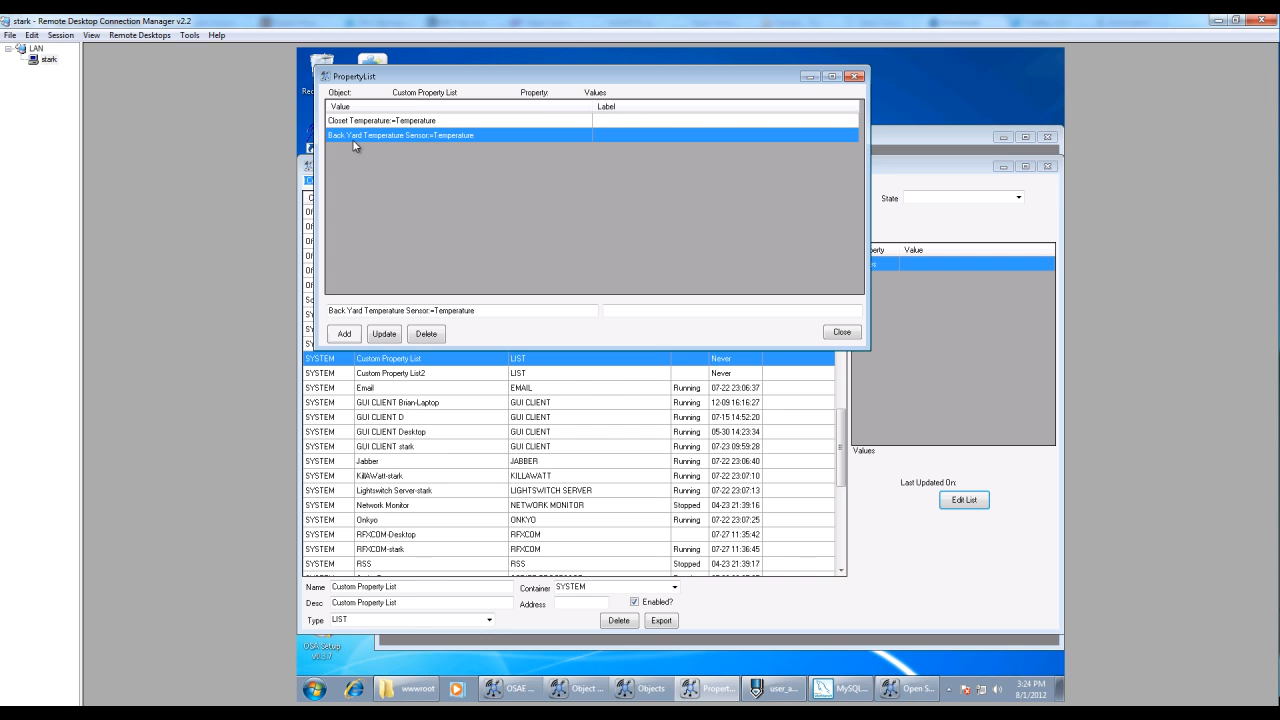 stark - Remote Desktop Connection Manager v2.2
File Edit Session View Remote Desktops Tools Help
LAN
stark
PropertyList
Object: Custom Property List Property: Values
Value Label
Closet Temperature:=Temperature
Back Yard Temperature Sensor:=Temperature
State
Value
Back Yard Temperature Sensor:=Temperature
Add Update Delete Close
SYSTEM Custom Property List LIST Never
SYSTEM Custom Property List2 LIST Never
SYSTEM Email EMAIL Running 07-22 23:06:37
SYSTEM GUI CLIENT Brian-Laptop GUI CLIENT Running 12-09 16:16:27
SYSTEM GUI CLIENT D GUI CLIENT Running 07-15 14:52:20
SYSTEM GUI CLIENT Desktop GUI CLIENT Running 05-30 14:23:34
SYSTEM GUI CLIENT stark GUI CLIENT Running 07-23 09:59:28
SYSTEM Jabber JABBER Running 07-22 23:06:40
SYSTEM KillAWatt-stark KILLAWATT Running 07-22 23:07:10
SYSTEM Lightswitch Server-stark LIGHTSWITCH SERVER Running 07-22 23:07:13
SYSTEM Network Monitor NETWORK MONITOR Stopped 04-23 21:39:16
SYSTEM Onkyo ONKYO Running 07-22 23:07:25
SYSTEM RFXCOM-Desktop RFXCOM 07-27 11:35:42
SYSTEM RFXCOM-stark RFXCOM Running 07-27 11:36:45
SYSTEM RSS RSS Stopped 04-23 21:39:17
Values
Last Updated On:
Edit List
Name Custom Property List Container SYSTEM
Desc Custom Property List Address Enabled?
Type LIST Delete Export
OSA Setup
wwwroot OSAE ... Object ... Objects Propert... user_a... MySQL... Open S... 3:24 PM
8/1/2012